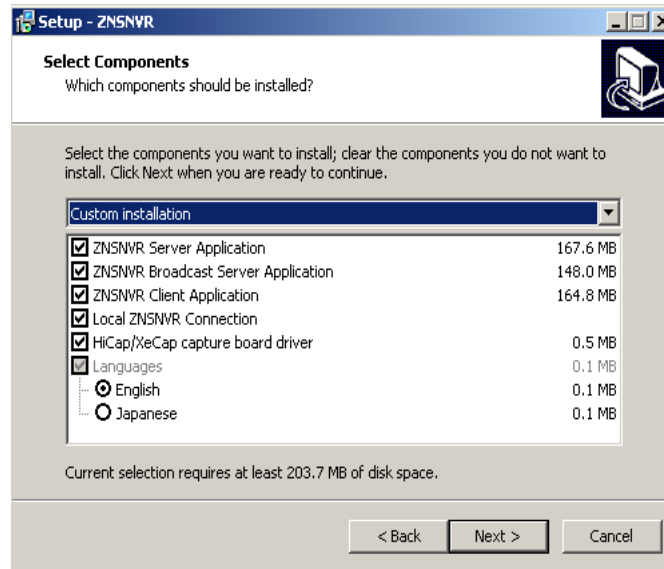 Setup - ZNSNVR
Select Components
Which components should be installed?
Select the components you want to install; clear the components you do not want to
install. Click Next when you are ready to continue.
Custom installation
ZNSNVR Server Application 167.6 MB
ZNSNVR Broadcast Server Application 148.0 MB
ZNSNVR Client Application 164.8 MB
Local ZNSNVR Connection
HiCap/XeCap capture board driver 0.5 MB
Languages 0.1 MB
English 0.1 MB
Japanese 0.1 MB
Current selection requires at least 203.7 MB of disk space.
< Back Next > Cancel